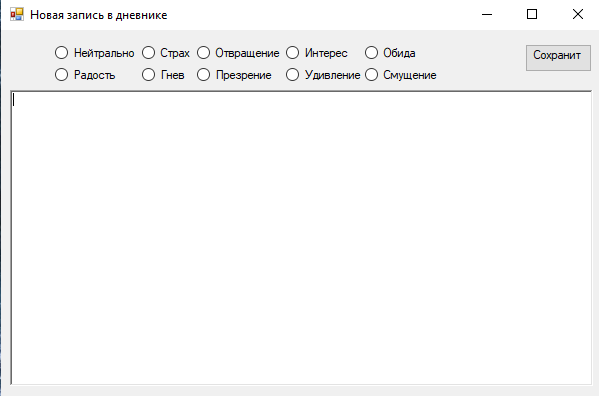 Новая запись в дневнике
Нейтрально Страх Отвращение Интерес Обида Сохранит
Радость Гнев Презрение Удивление Смущение